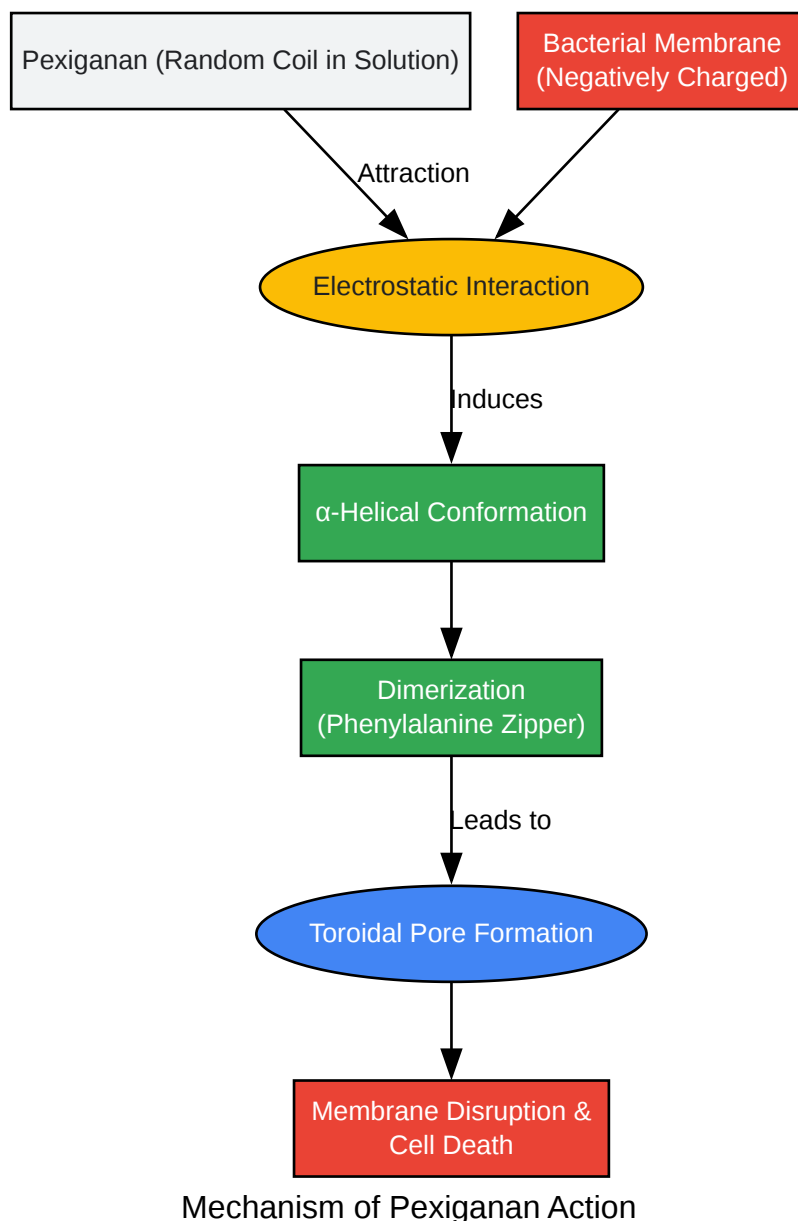 Pexiganan (Random Coil in Solution)
Bacterial Membrane
(Negatively Charged)
Attraction
Electrostatic Interaction
Induces
α-Helical Conformation
Dimerization
(Phenylalanine Zipper)
Leads to
Toroidal Pore Formation
Membrane Disruption &
Cell Death
Mechanism of Pexiganan Action